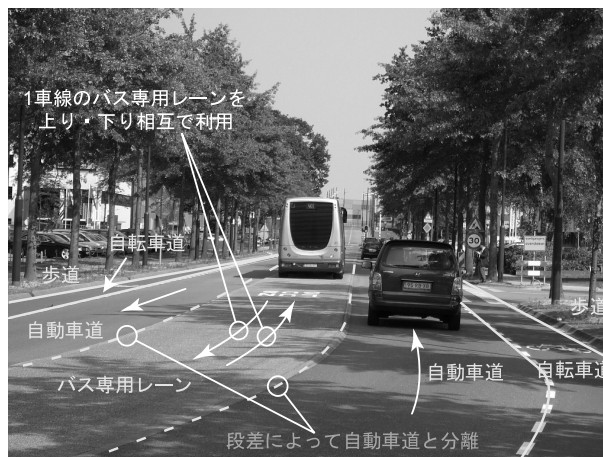 1車線のバス専用レーンを
上り・下り相互で利用
自転車道
歩道
30
歩道
自動車道
自動車道
自転車道
バス専用レーン
段差によって自動車道と分離